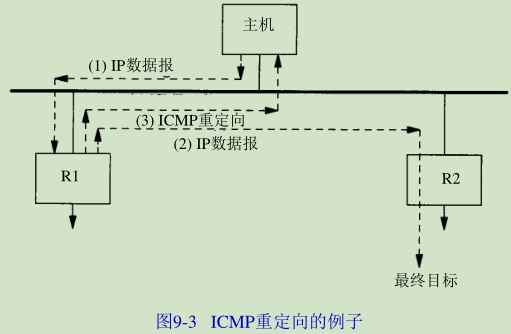 主机
(1) IP数据报
(3) ICMP重定向
(2) IP数据报
R1
R2
最终目标
图9-3 ICMP重定向的例子